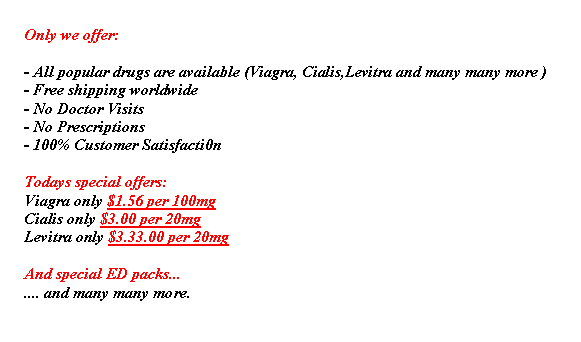 Only we offer:
- All popular drugs are available (Viagra, Cialis,Levitra and many many more )
- Free shipping worldwide
- No Doctor Visits
- No Prescriptions
- 100% Customer Satisfacti0n
Todays special offers:
Viagra only $1.56 per 100mg
Cialis only $3.00 per 20mg
Levitra only $3.33.00 per 20mg
And special ED packs...
.... and many many more.